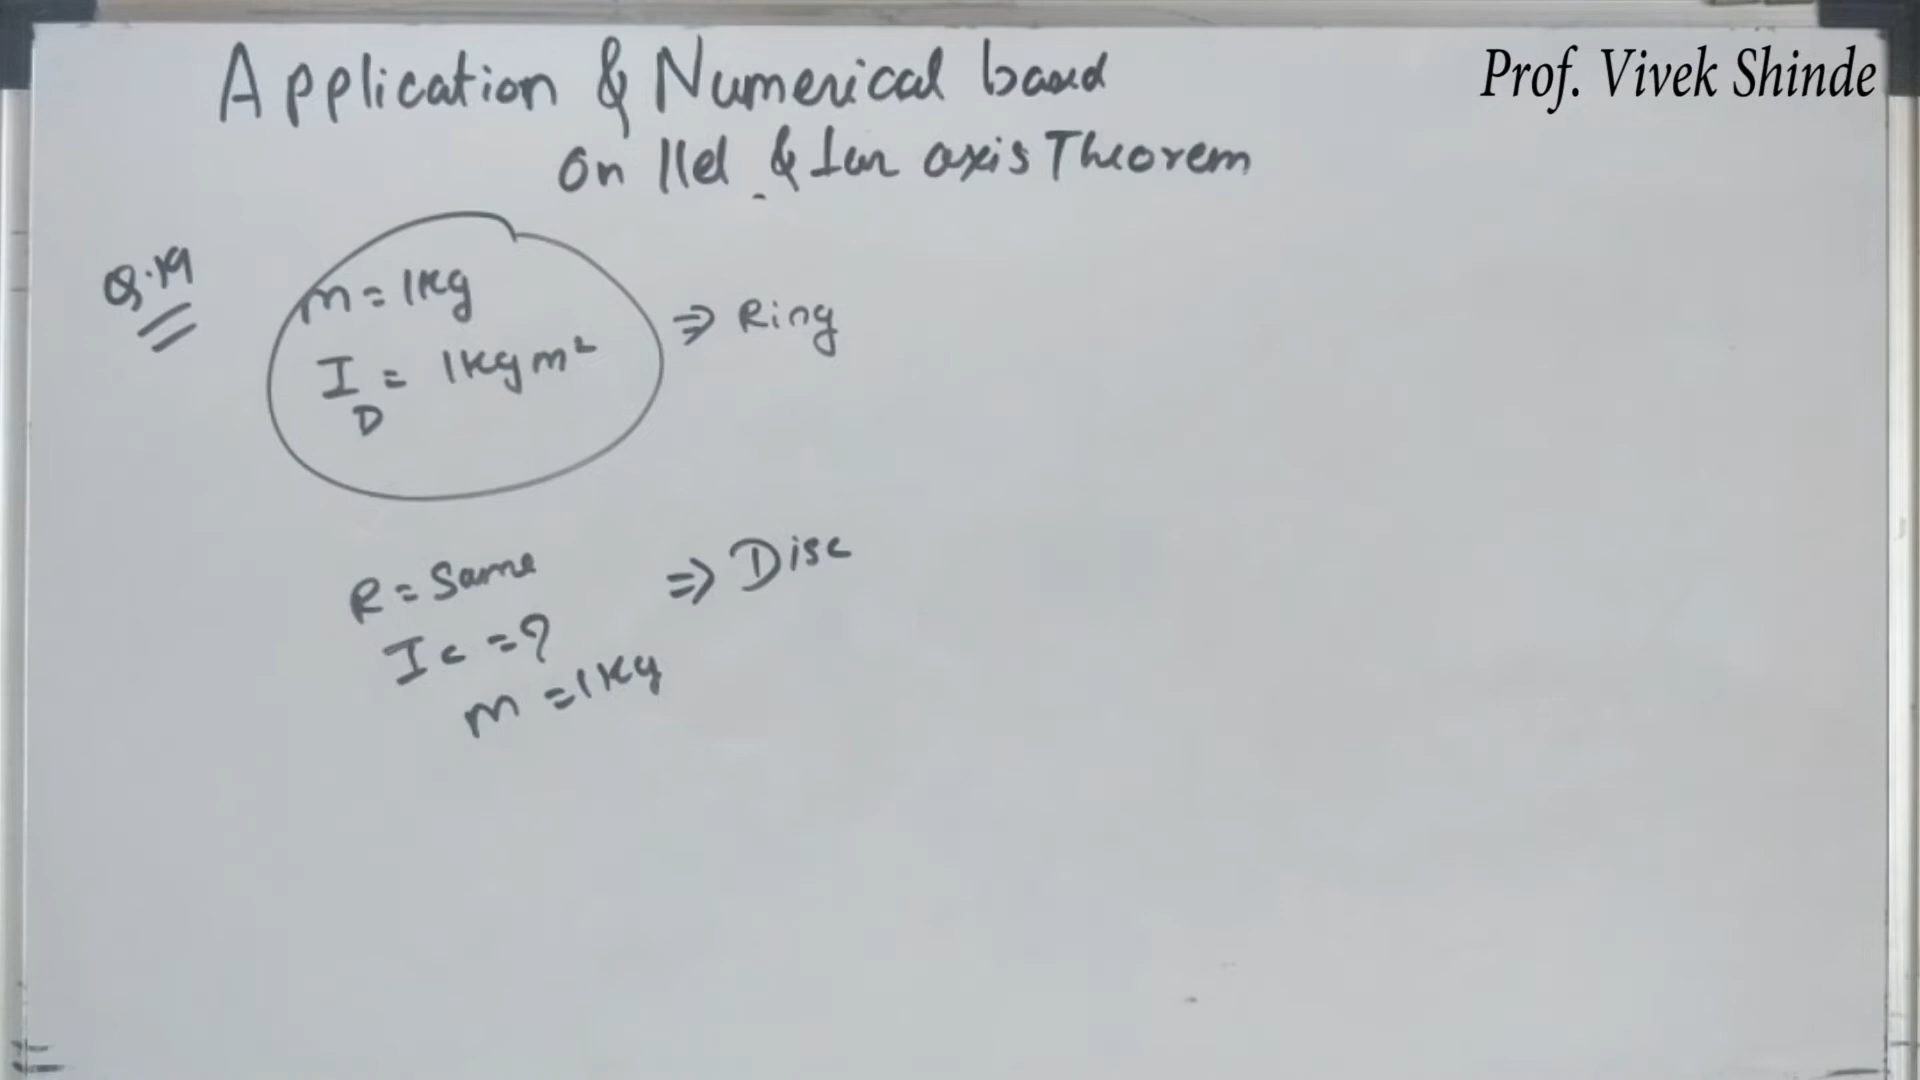 Application & Numerical based
on ||el & ⊥ar axis Theorem
Prof. Vivek Shinde
Q.19
m = 1Kg
I_D = 1Kgm²
⇒ Ring
R = Same
⇒ Disc
Ic = ?
m = 1Kg